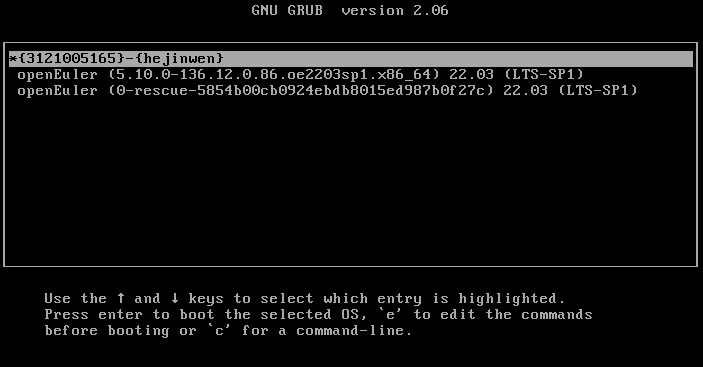 GNU GRUB  version 2.06
*{3121005165}-{hejinwen}
openEuler (5.10.0-136.12.0.86.oe2203sp1.x86_64) 22.03 (LTS-SP1)
openEuler (0-rescue-5854b00cb0924ebdb8015ed987b0f27c) 22.03 (LTS-SP1)
Use the ↑ and ↓ keys to select which entry is highlighted.
Press enter to boot the selected OS, `e' to edit the commands
before booting or `c' for a command-line.